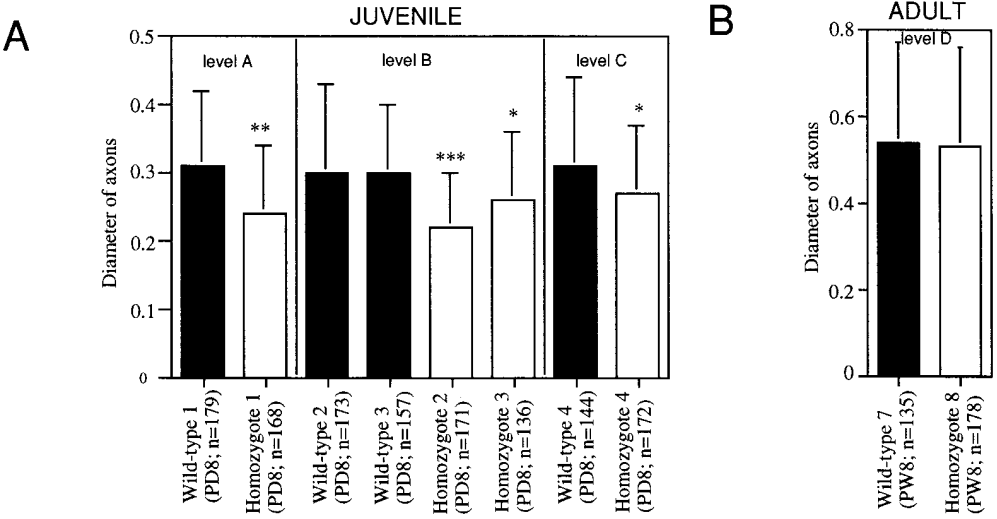 A
JUVENILE
level A
level B
level C
Diameter of axons
0.5
0.4
0.3
0.2
0.1
0
**
***
*
*
Wild-type 1
(PD8; n=179)
Homozygote 1
(PD8; n=168)
Wild-type 2
(PD8; n=173)
Wild-type 3
(PD8; n=157)
Homozygote 2
(PD8; n=171)
Homozygote 3
(PD8; n=136)
Wild-type 4
(PD8; n=144)
Homozygote 4
(PD8; n=172)
B
ADULT
level D
Diameter of axons
0.8
0.6
0.4
0.2
0
Wild-type 7
(PW8; n=135)
Homozygote 8
(PW8; n=178)